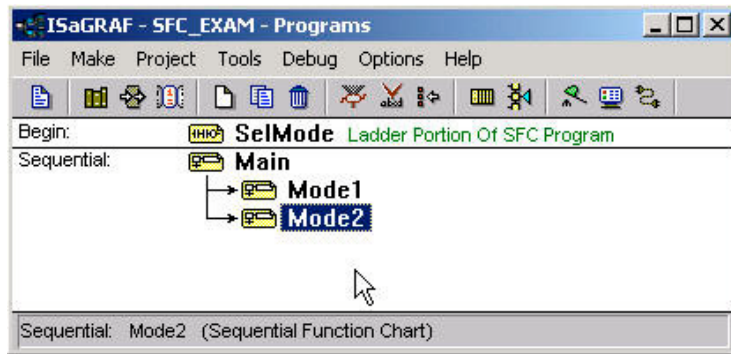 ISaGRAF - SFC_EXAM - Programs
File Make Project Tools Debug Options Help
Begin: SelMode Ladder Portion Of SFC Program
Sequential: Main
Mode1
Mode2
Sequential: Mode2 (Sequential Function Chart)